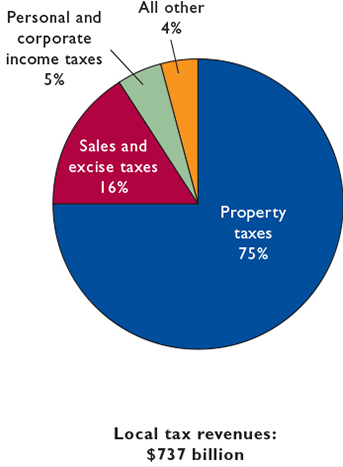 All other
4%
Personal and
corporate
income taxes
5%
Sales and
excise taxes
16%
Property
taxes
75%
Local tax revenues:
$737 billion